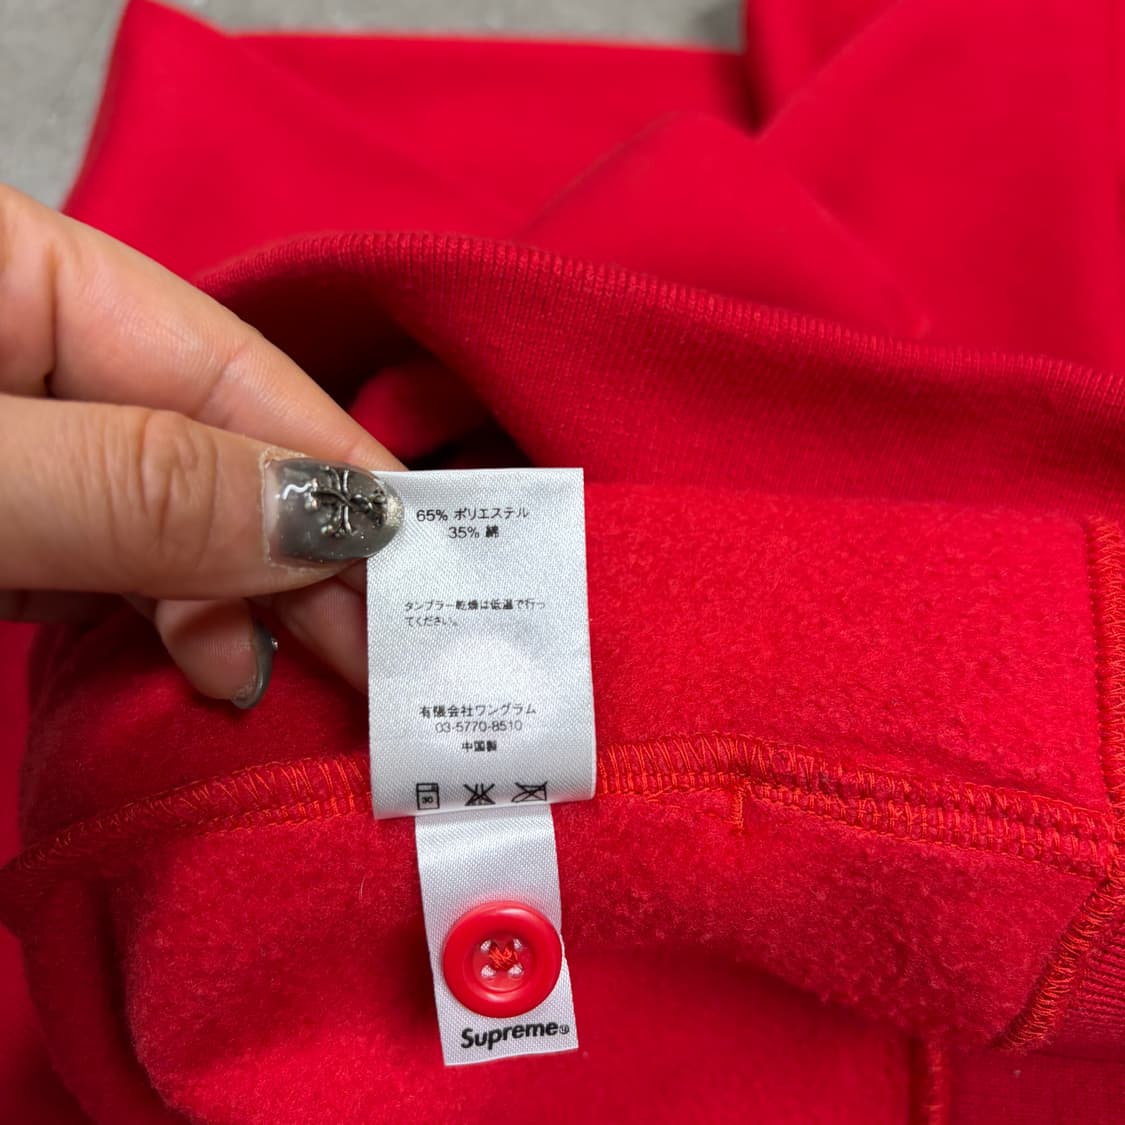 65% ポリエステル
35% 綿
タンブラー乾燥は低温で行っ
てください。
有限会社ワングラム
03-5770-8510
中国製
30
Supreme®